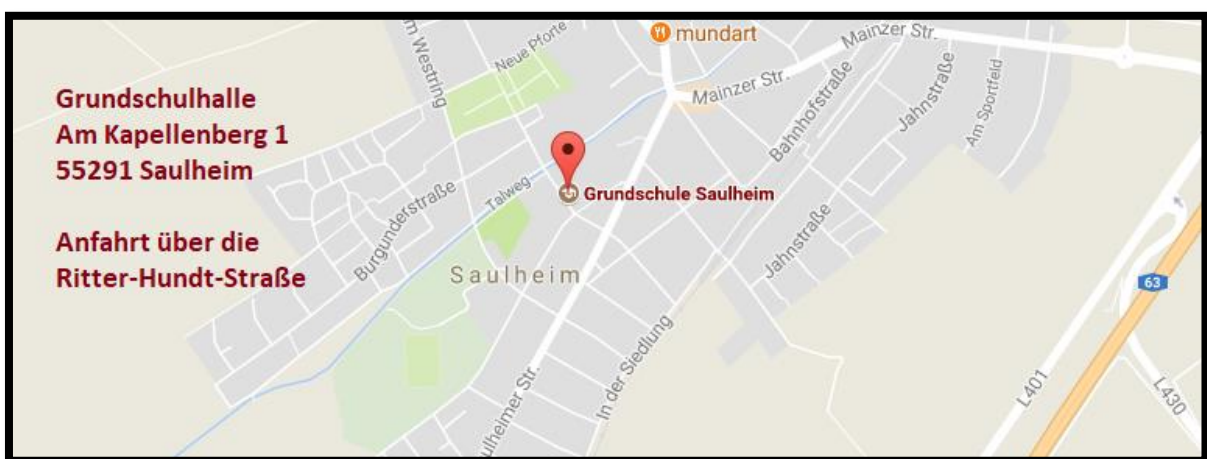 Grundschulhalle
Am Kapellenberg 1
55291 Saulheim
Anfahrt über die
Ritter-Hundt-Straße
m Westring
Neue Pforte
mundart
Mainzer Str.
Mainzer Str.
Bahnhofstraße
Jahnstraße
Am Sportfeld
Burgunderstraße
Talweg
Grundschule Saulheim
Saulheim
Jahnstraße
In der Siedlung
ulheimer Str.
63
L401
L430